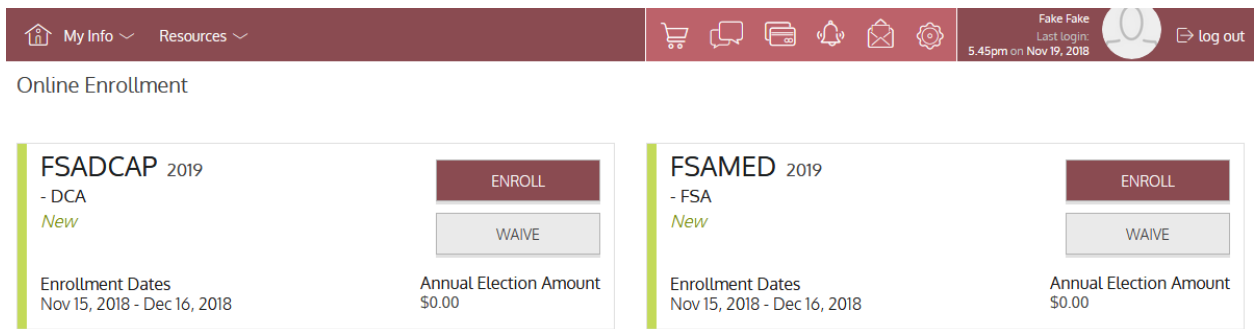 My Info Resources Fake Fake
Last login:
5.45pm on Nov 19, 2018
log out
Online Enrollment
FSADCAP 2019
- DCA
New
ENROLL
WAIVE
Enrollment Dates
Nov 15, 2018 - Dec 16, 2018
Annual Election Amount
$0.00
FSAMED 2019
- FSA
New
ENROLL
WAIVE
Enrollment Dates
Nov 15, 2018 - Dec 16, 2018
Annual Election Amount
$0.00